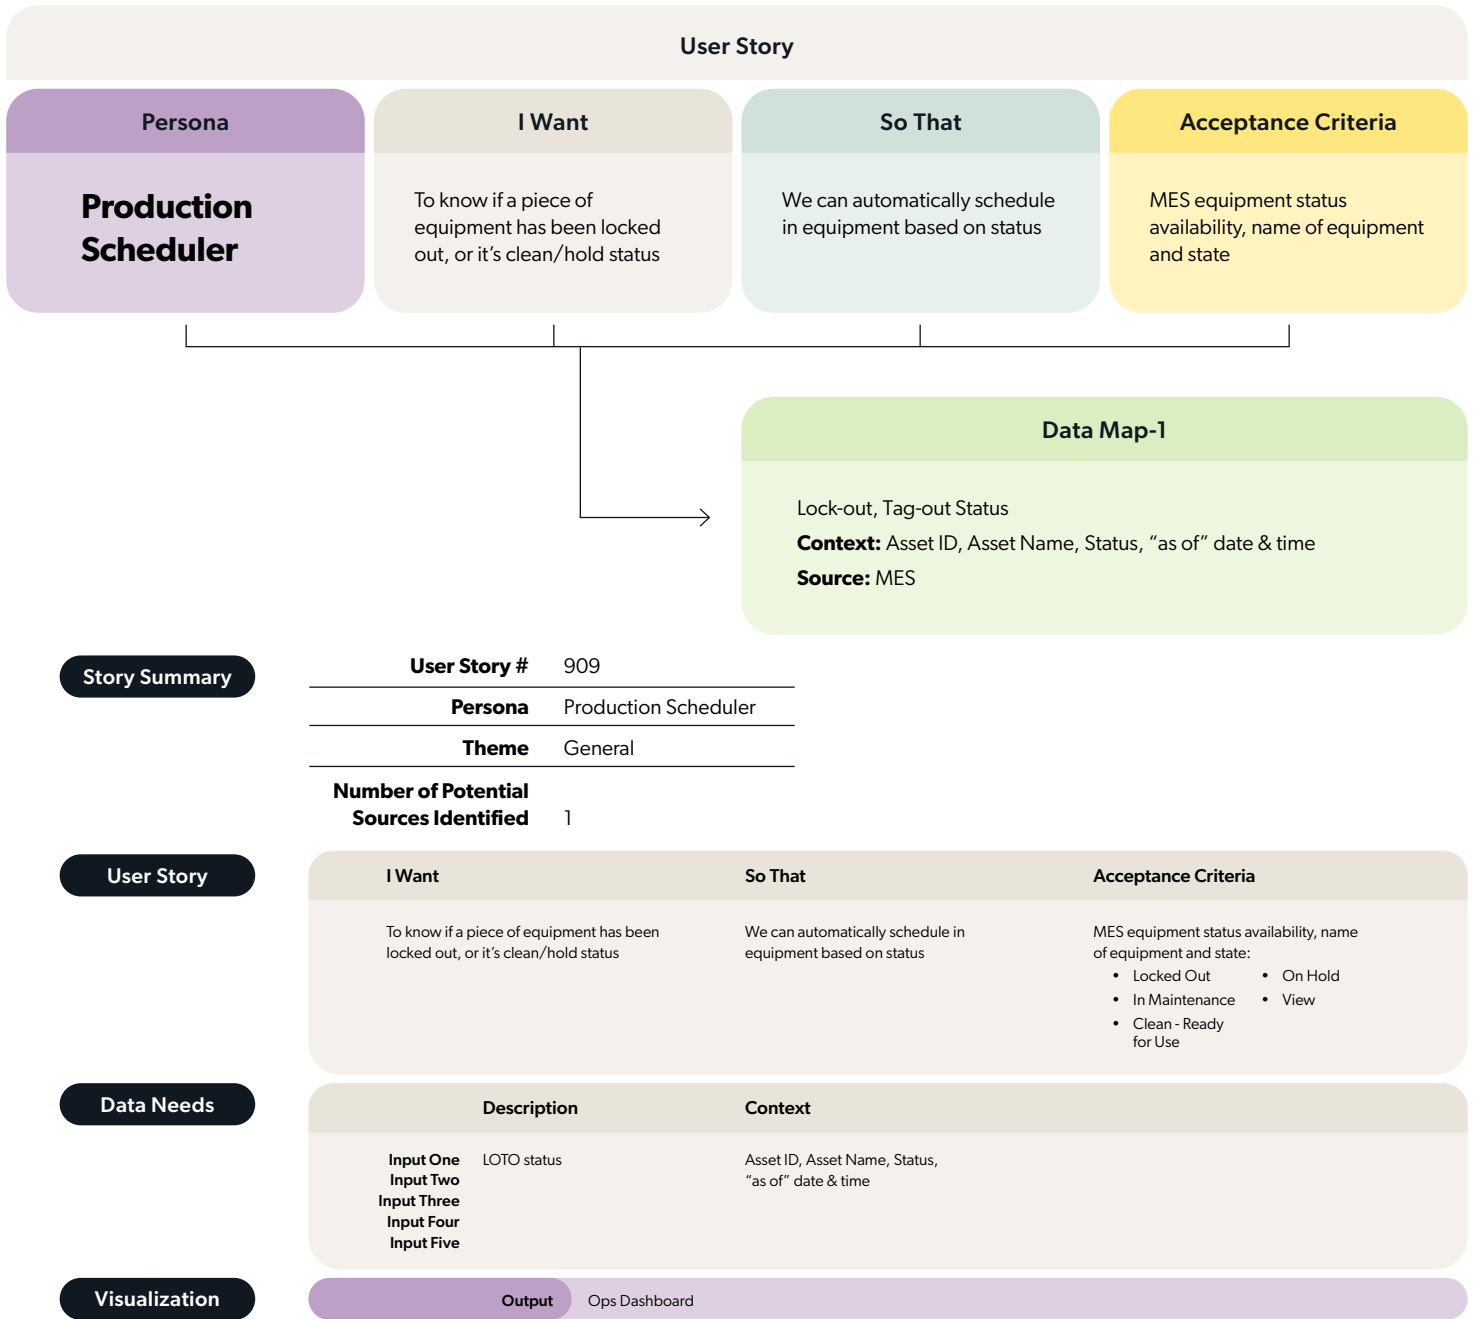 User Story
Persona
Production
Scheduler
I Want
To know if a piece of
equipment has been locked
out, or it’s clean/hold status
So That
We can automatically schedule
in equipment based on status
Acceptance Criteria
MES equipment status
availability, name of equipment
and state
Data Map-1
Lock-out, Tag-out Status
Context: Asset ID, Asset Name, Status, “as of” date & time
Source: MES
Story Summary
User Story # 909
Persona Production Scheduler
Theme General
Number of Potential
Sources Identified 1
User Story
I Want
So That
Acceptance Criteria
To know if a piece of equipment has been
locked out, or it’s clean/hold status
We can automatically schedule in
equipment based on status
MES equipment status availability, name
of equipment and state:
• Locked Out
• In Maintenance
• Clean - Ready
for Use
• On Hold
• View
Data Needs
Description
Context
Input One LOTO status
Asset ID, Asset Name, Status,
“as of” date & time
Input Two
Input Three
Input Four
Input Five
Visualization
Output Ops Dashboard